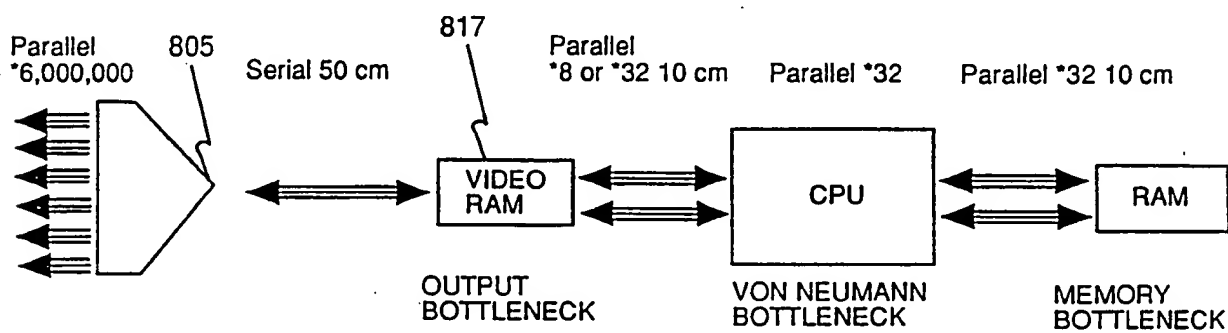 Parallel
*6,000,000
805
Serial 50 cm
817
Parallel
*8 or *32 10 cm
Parallel *32
Parallel *32 10 cm
VIDEO
RAM
CPU
RAM
OUTPUT
BOTTLENECK
VON NEUMANN
BOTTLENECK
MEMORY
BOTTLENECK